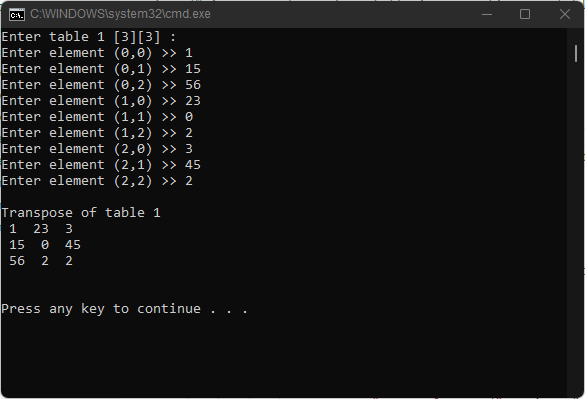 C:\WINDOWS\system32\cmd.exe
Enter table 1 [3][3] :
Enter element (0,0) >> 1
Enter element (0,1) >> 15
Enter element (0,2) >> 56
Enter element (1,0) >> 23
Enter element (1,1) >> 0
Enter element (1,2) >> 2
Enter element (2,0) >> 3
Enter element (2,1) >> 45
Enter element (2,2) >> 2
Transpose of table 1
1  23  3
15  0  45
56  2  2
Press any key to continue . . .